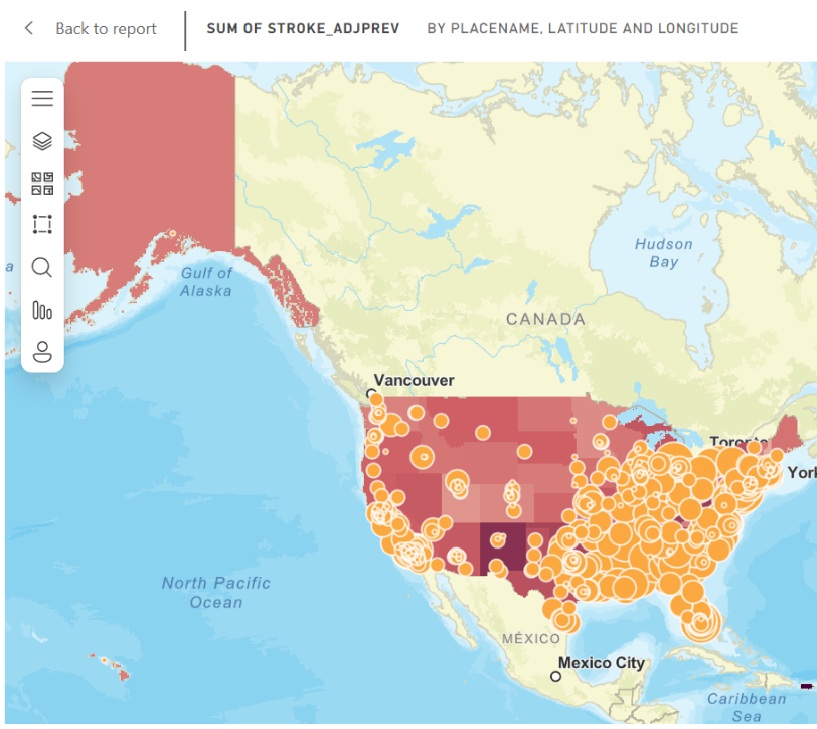 Back to report
SUM OF STROKE_ADJPREV BY PLACENAME, LATITUDE AND LONGITUDE
Hudson
Bay
a
Gulf of
Alaska
CANADA
Vancouver
Toronto
York
North Pacific
Ocean
MÉXICO
Mexico City
Caribbean
Sea